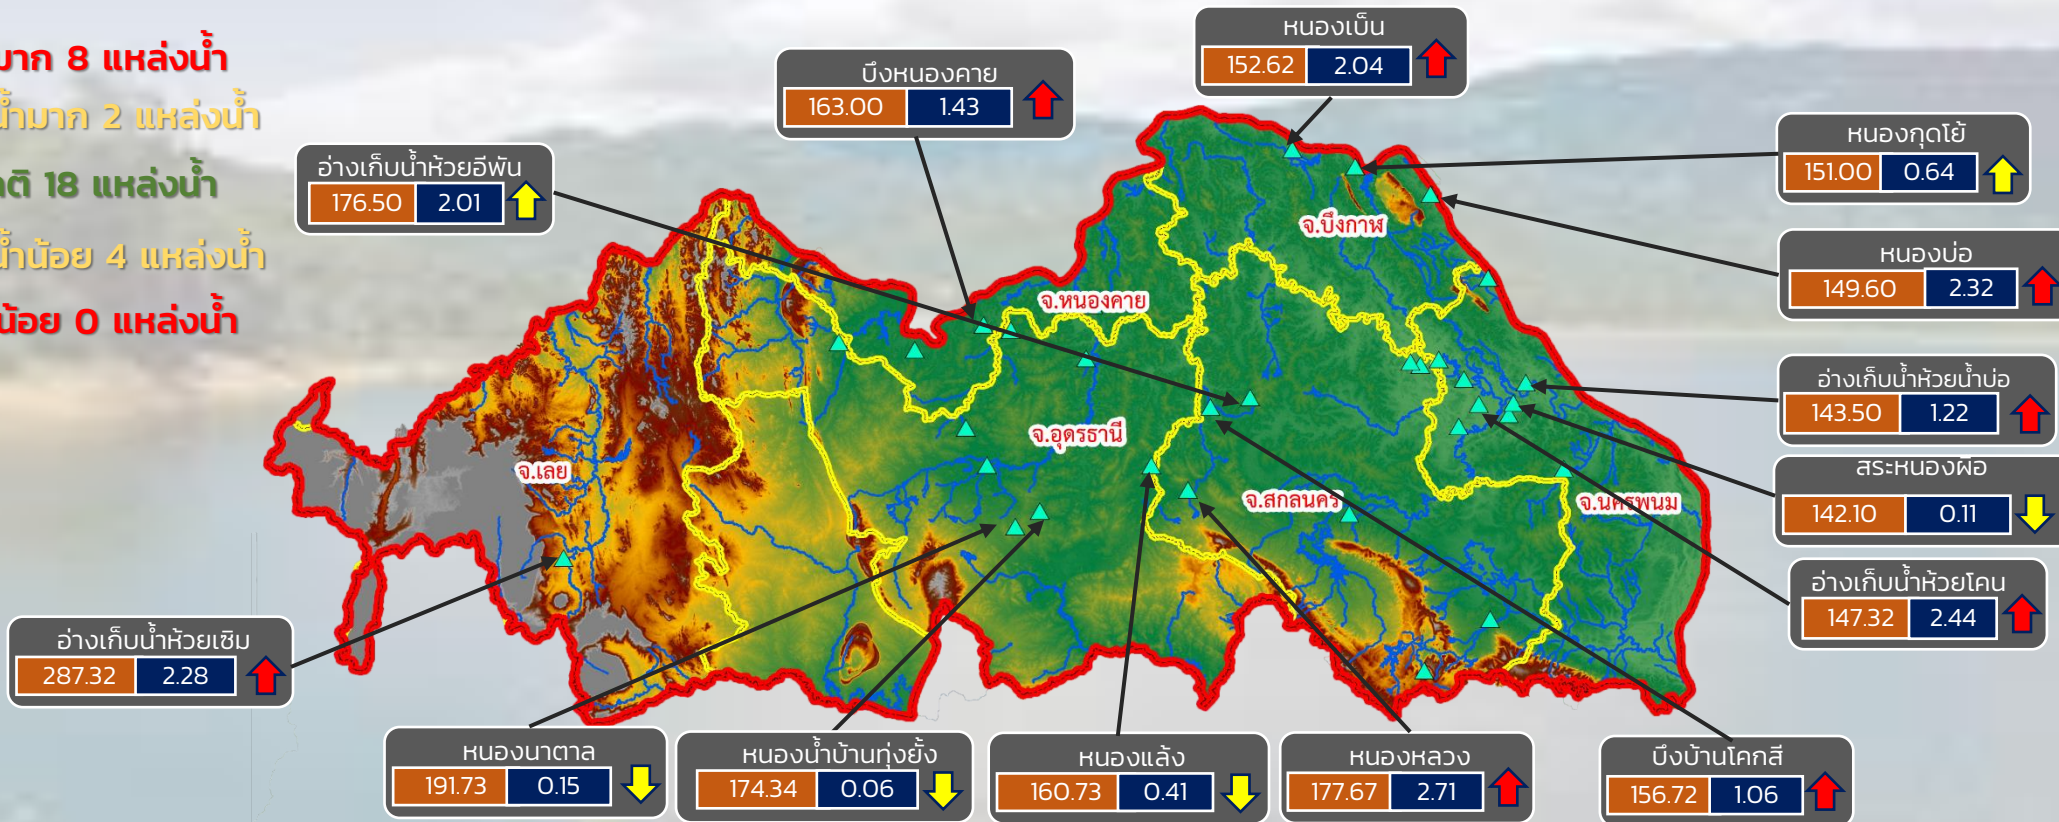 มาก 8 แหล่งน้ำ
น้ำมาก 2 แหล่งน้ำ
18 แหล่งน้ำ
น้ำน้อย 4 แหล่งน้ำ
น้อย 0 แหล่งน้ำ
หนองเบ็น
152.62 2.04
บึงหนองคาย
163.00 1.43
หนองกุดโย้
151.00 0.64
อ่างเก็บน้ำห้วยอีพัน
176.50 2.01
จ.บึงกาฬ
หนองบ่อ
149.60 2.32
จ.หนองคาย
อ่างเก็บน้ำห้วยน้ำบ่อ
143.50 1.22
จ.อุดรธานี
จ.เลย
สระหนองผือ
142.10 0.11
จ.สกลนคร
จ.นครพนม
อ่างเก็บน้ำห้วยโคน
147.32 2.44
อ่างเก็บน้ำห้วยเซิม
287.32 2.28
หนองนาตาล
191.73 0.15
หนองน้ำบ้านทุ่งยั้ง
174.34 0.06
หนองแล้ง
160.73 0.41
หนองหลวง
177.67 2.71
บึงบ้านโคกสี
156.72 1.06